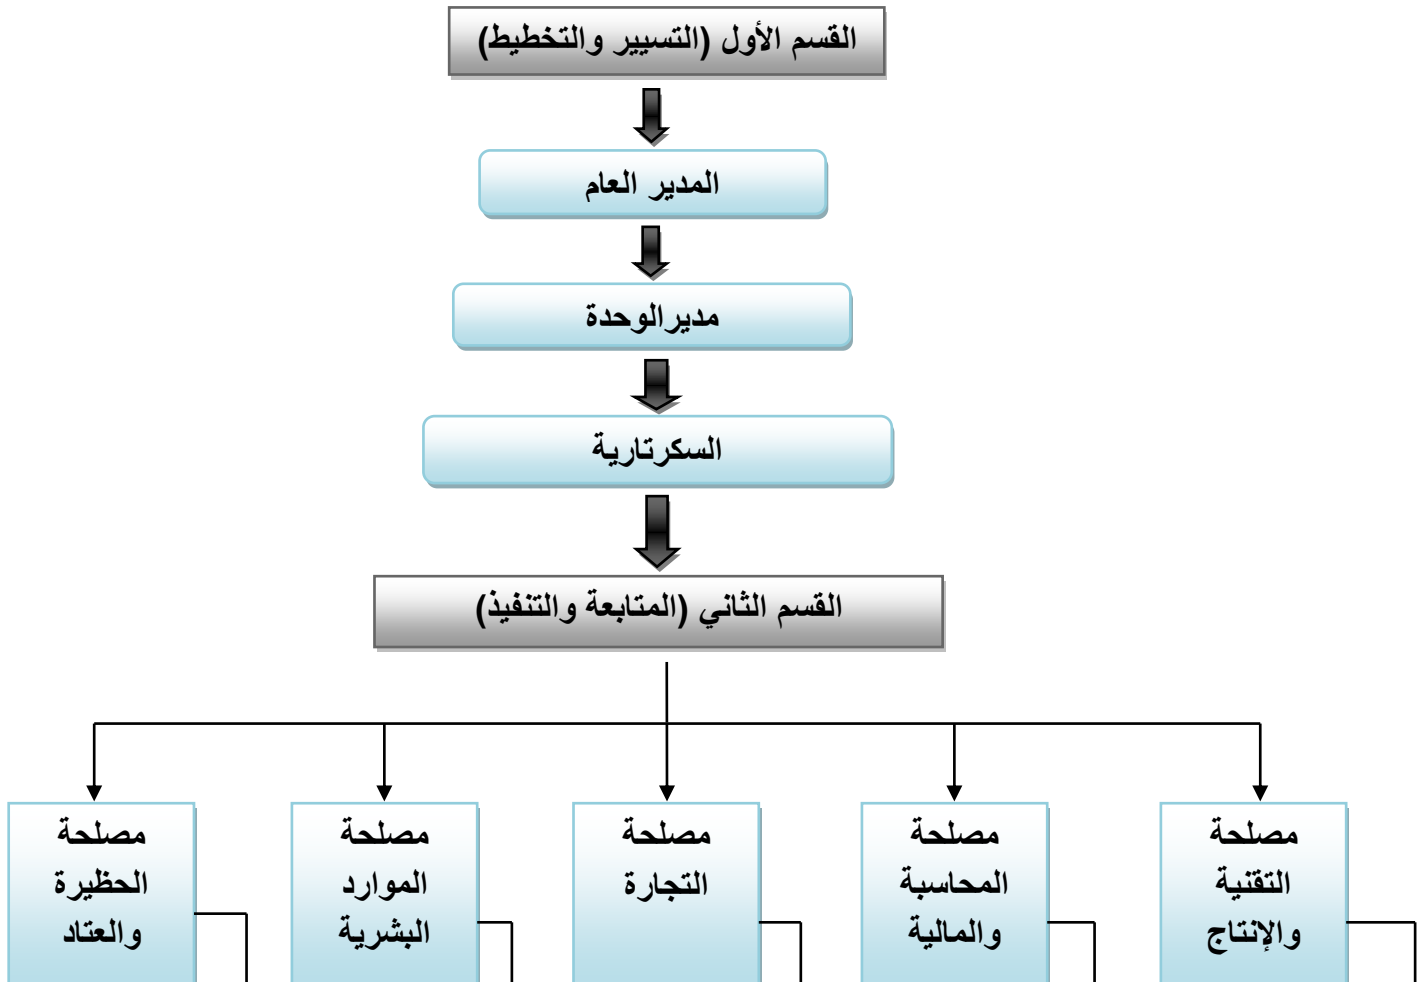 القسم الأول (التسيير والتخطيط)
المدير العام
مديرالوحدة
السكرتارية
القسم الثاني (المتابعة والتنفيذ)
مصلحة
التقنية
والإنتاج
مصلحة
المحاسبة
والمالية
مصلحة
التجارة
مصلحة
الموارد
البشرية
مصلحة
الحظيرة
والعتاد